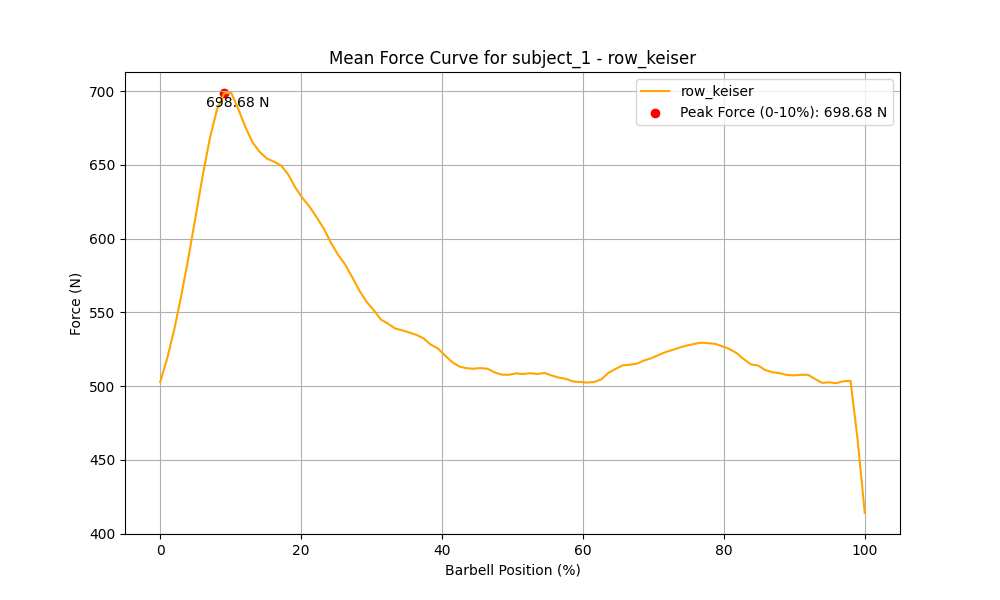 Mean Force Curve for subject_1 - row_keiser
row_keiser
Peak Force (0-10%): 698.68 N
698.68 N
Force (N)
700
650
600
550
500
450
400
0 20 40 60 80 100
Barbell Position (%)